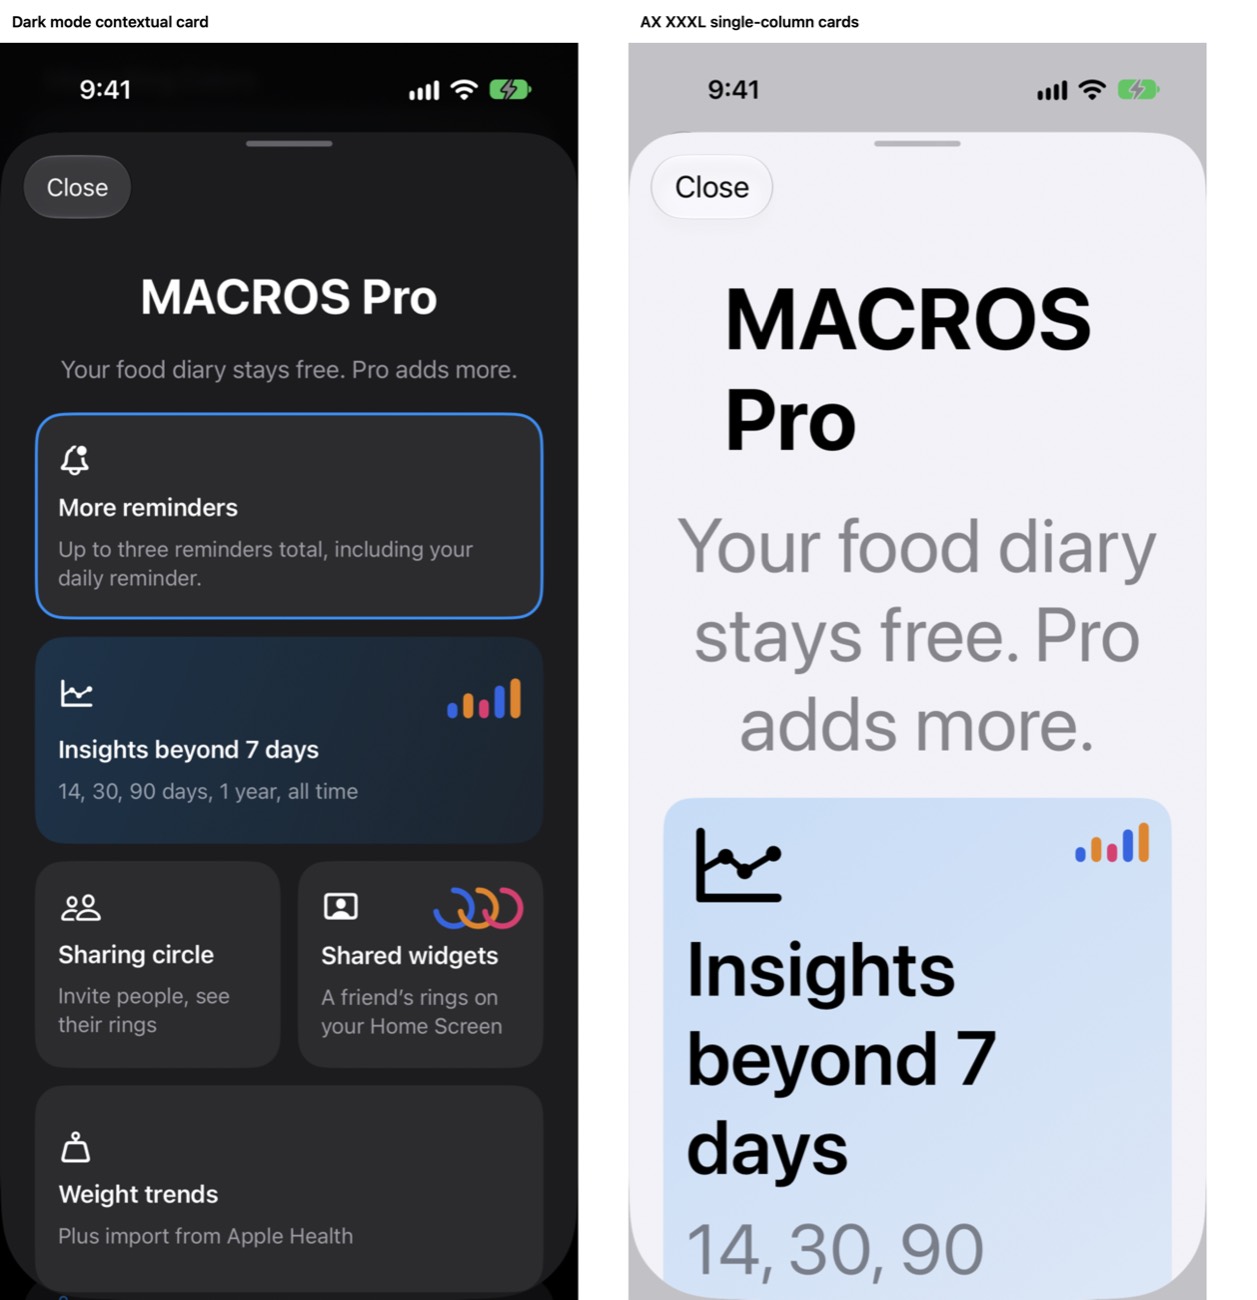 Dark mode contextual card
9:41
Close
MACROS Pro
Your food diary stays free. Pro adds more.
More reminders
Up to three reminders total, including your
daily reminder.
Insights beyond 7 days
14, 30, 90 days, 1 year, all time
Sharing circle
Invite people, see
their rings
Shared widgets
A friend’s rings on
your Home Screen
Weight trends
Plus import from Apple Health
AX XXXL single-column cards
9:41
Close
MACROS
Pro
Your food diary
stays free. Pro
adds more.
Insights
beyond 7
days
14, 30, 90